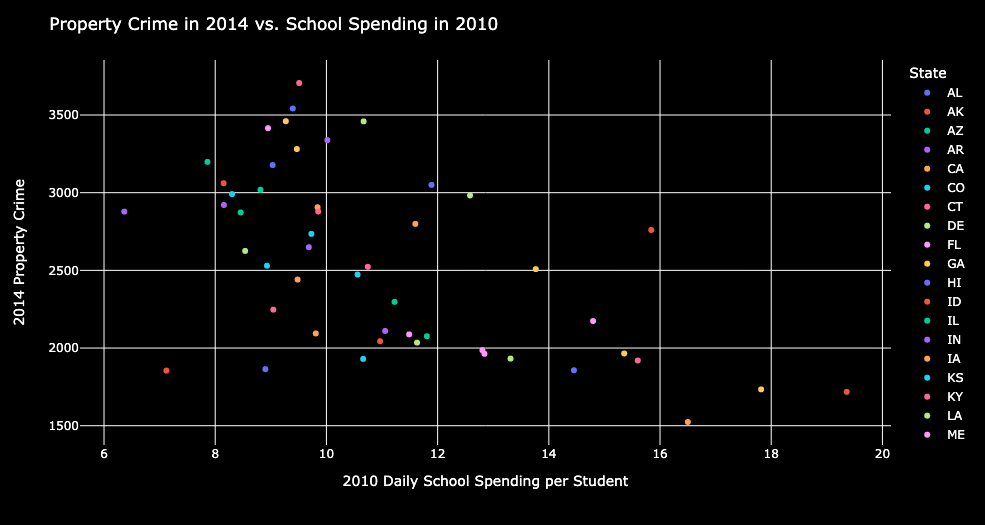 Property Crime in 2014 vs. School Spending in 2010
State
AL
AK
AZ
AR
CA
CO
CT
DE
FL
GA
HI
ID
IL
IN
IA
KS
KY
LA
ME
3500
3000
2500
2000
1500
2014 Property Crime
6 8 10 12 14 16 18 20
2010 Daily School Spending per Student